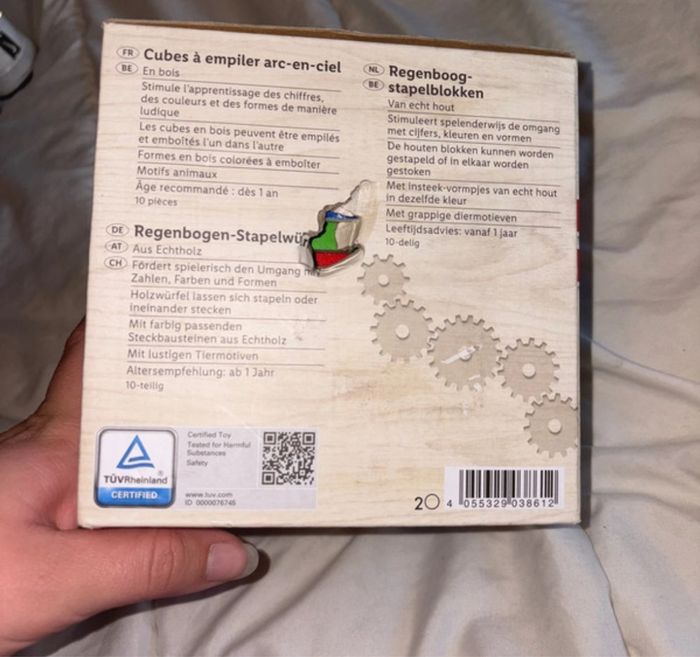 FR Cubes à empiler arc-en-ciel
BE En bois
Stimule l'apprentissage des chiffres,
des couleurs et des formes de manière
ludique
Les cubes en bois peuvent être empilés
et emboîtés l'un dans l'autre
Formes en bois colorées à emboîter
Motifs animaux
Âge recommandé : dès 1 an
10 pièces
NL Regenboog-
BE stapelblokken
Van echt hout
Stimuleert spelenderwijs de omgang
met cijfers, kleuren en vormen
De houten blokken kunnen worden
gestapeld of in elkaar worden
gestoken
Met insteek-vormpjes van echt hout
in dezelfde kleur
Met grappige diermotieven
Leeftijdsadvies: vanaf 1 jaar
10-delig
DE Regenbogen-Stapelwür
AT Aus Echtholz
CH Fördert spielerisch den Umgang
Zahlen, Farben und Formen
Holzwürfel lassen sich stapeln oder
ineinander stecken
Mit farbig passenden
Steckbausteinen aus Echtholz
Mit lustigen Tiermotiven
Altersempfehlung: ab 1 Jahr
10-teilig
TÜVRheinland ®
CERTIFIED
Certified Toy
Tested for Harmful
Substances
Safety
www.tuv.com
ID 0000076746
20
4 055329 038612